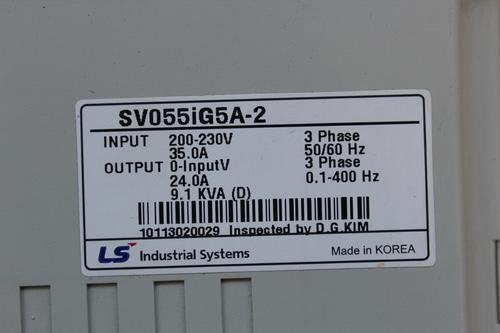 SV055iG5A-2
INPUT 200-230V 3 Phase
35.0A 50/60 Hz
OUTPUT 0-InputV 3 Phase
24.0A 0.1-400 Hz
9.1 KVA (D)
10113020029 Inspected by D.G.KIM
LS Industrial Systems Made in KOREA